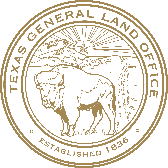 TEXAS GENERAL LAND OFFICE
ESTABLISHED 1836